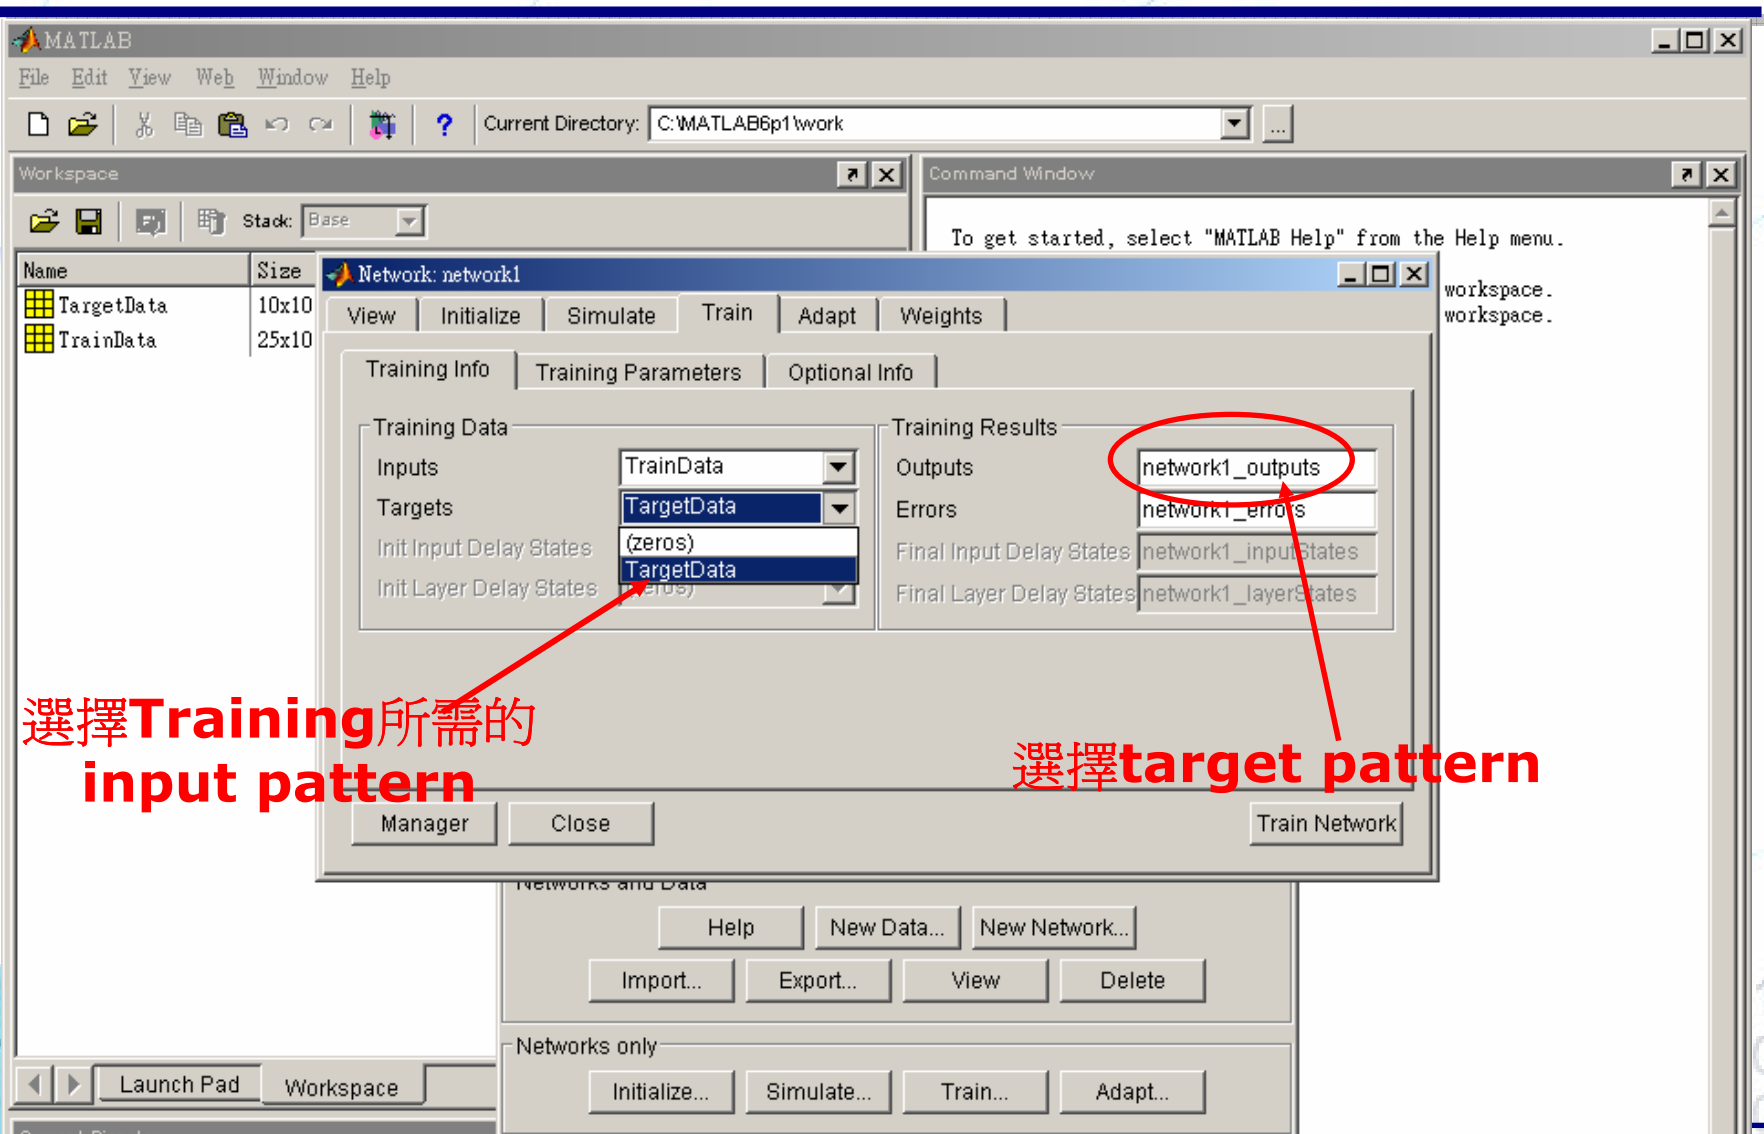 MATLAB
File Edit View Web Window Help
? Current Directory: C:\MATLAB6p1\work ...
Workspace
Command Window
Stack: Base
To get started, select "MATLAB Help" from the Help menu.
Name Size
workspace.
workspace.
TargetData 10x10
TrainData 25x10
Network: network1
View Initialize Simulate Train Adapt Weights
Training Info Training Parameters Optional Info
Training Data
Inputs TrainData
Targets TargetData
(zeros)
TargetData
Init Input Delay States
Init Layer Delay States (zeros)
Training Results
Outputs network1_outputs
Errors network1_errors
Final Input Delay States network1_inputStates
Final Layer Delay States network1_layerStates
選擇Training所需的
input pattern
選擇target pattern
Manager Close Train Network
Networks and Data
Help New Data... New Network...
Import... Export... View Delete
Networks only
Initialize... Simulate... Train... Adapt...
Launch Pad Workspace